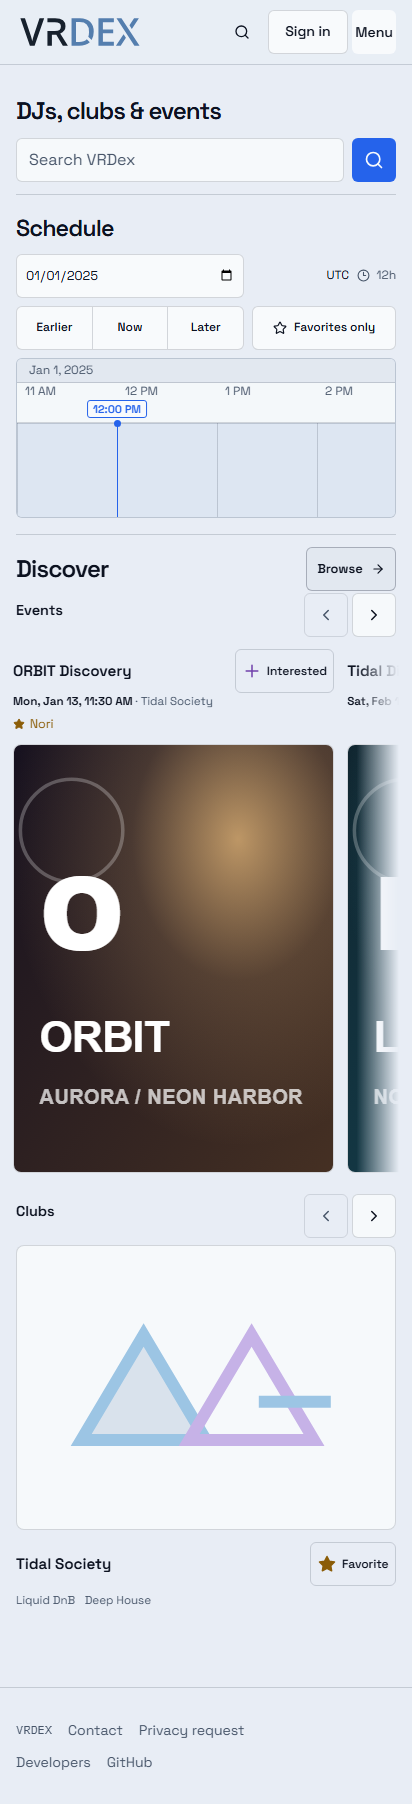 VRDEX
Sign in
Menu
DJs, clubs & events
Search VRDex
Schedule
01/01/2025
UTC 12h
Earlier
Now
Later
Favorites only
Jan 1, 2025
11 AM 12 PM 1 PM 2 PM
12:00 PM
Discover
Browse
Events
ORBIT Discovery
Interested
Mon, Jan 13, 11:30 AM · Tidal Society
Nori
Tidal D
Sat, Feb
O
ORBIT
AURORA / NEON HARBOR
Clubs
Tidal Society
Favorite
Liquid DnB Deep House
VRDEX Contact Privacy request
Developers GitHub